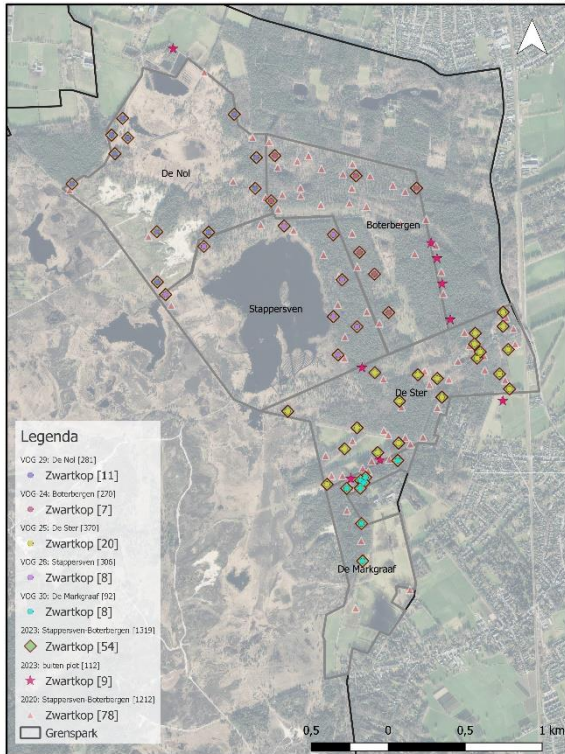 De Nol
Boterbergen
Stappersven
De Ster
De Markgraaf
Legenda
VOG 29: De Nol [281]
Zwartkop [11]
VOG 24: Boterbergen [270]
Zwartkop [7]
VOG 25: De Ster [370]
Zwartkop [20]
VOG 28: Stappersven [306]
Zwartkop [8]
VOG 30: De Markgraaf [92]
Zwartkop [8]
2023: Stappersven-Boterbergen [1319]
Zwartkop [54]
2023: buiten plot [112]
Zwartkop [9]
2020: Stappersven-Boterbergen [1212]
Zwartkop [78]
Grenspark
0,5 0 0,5 1 km